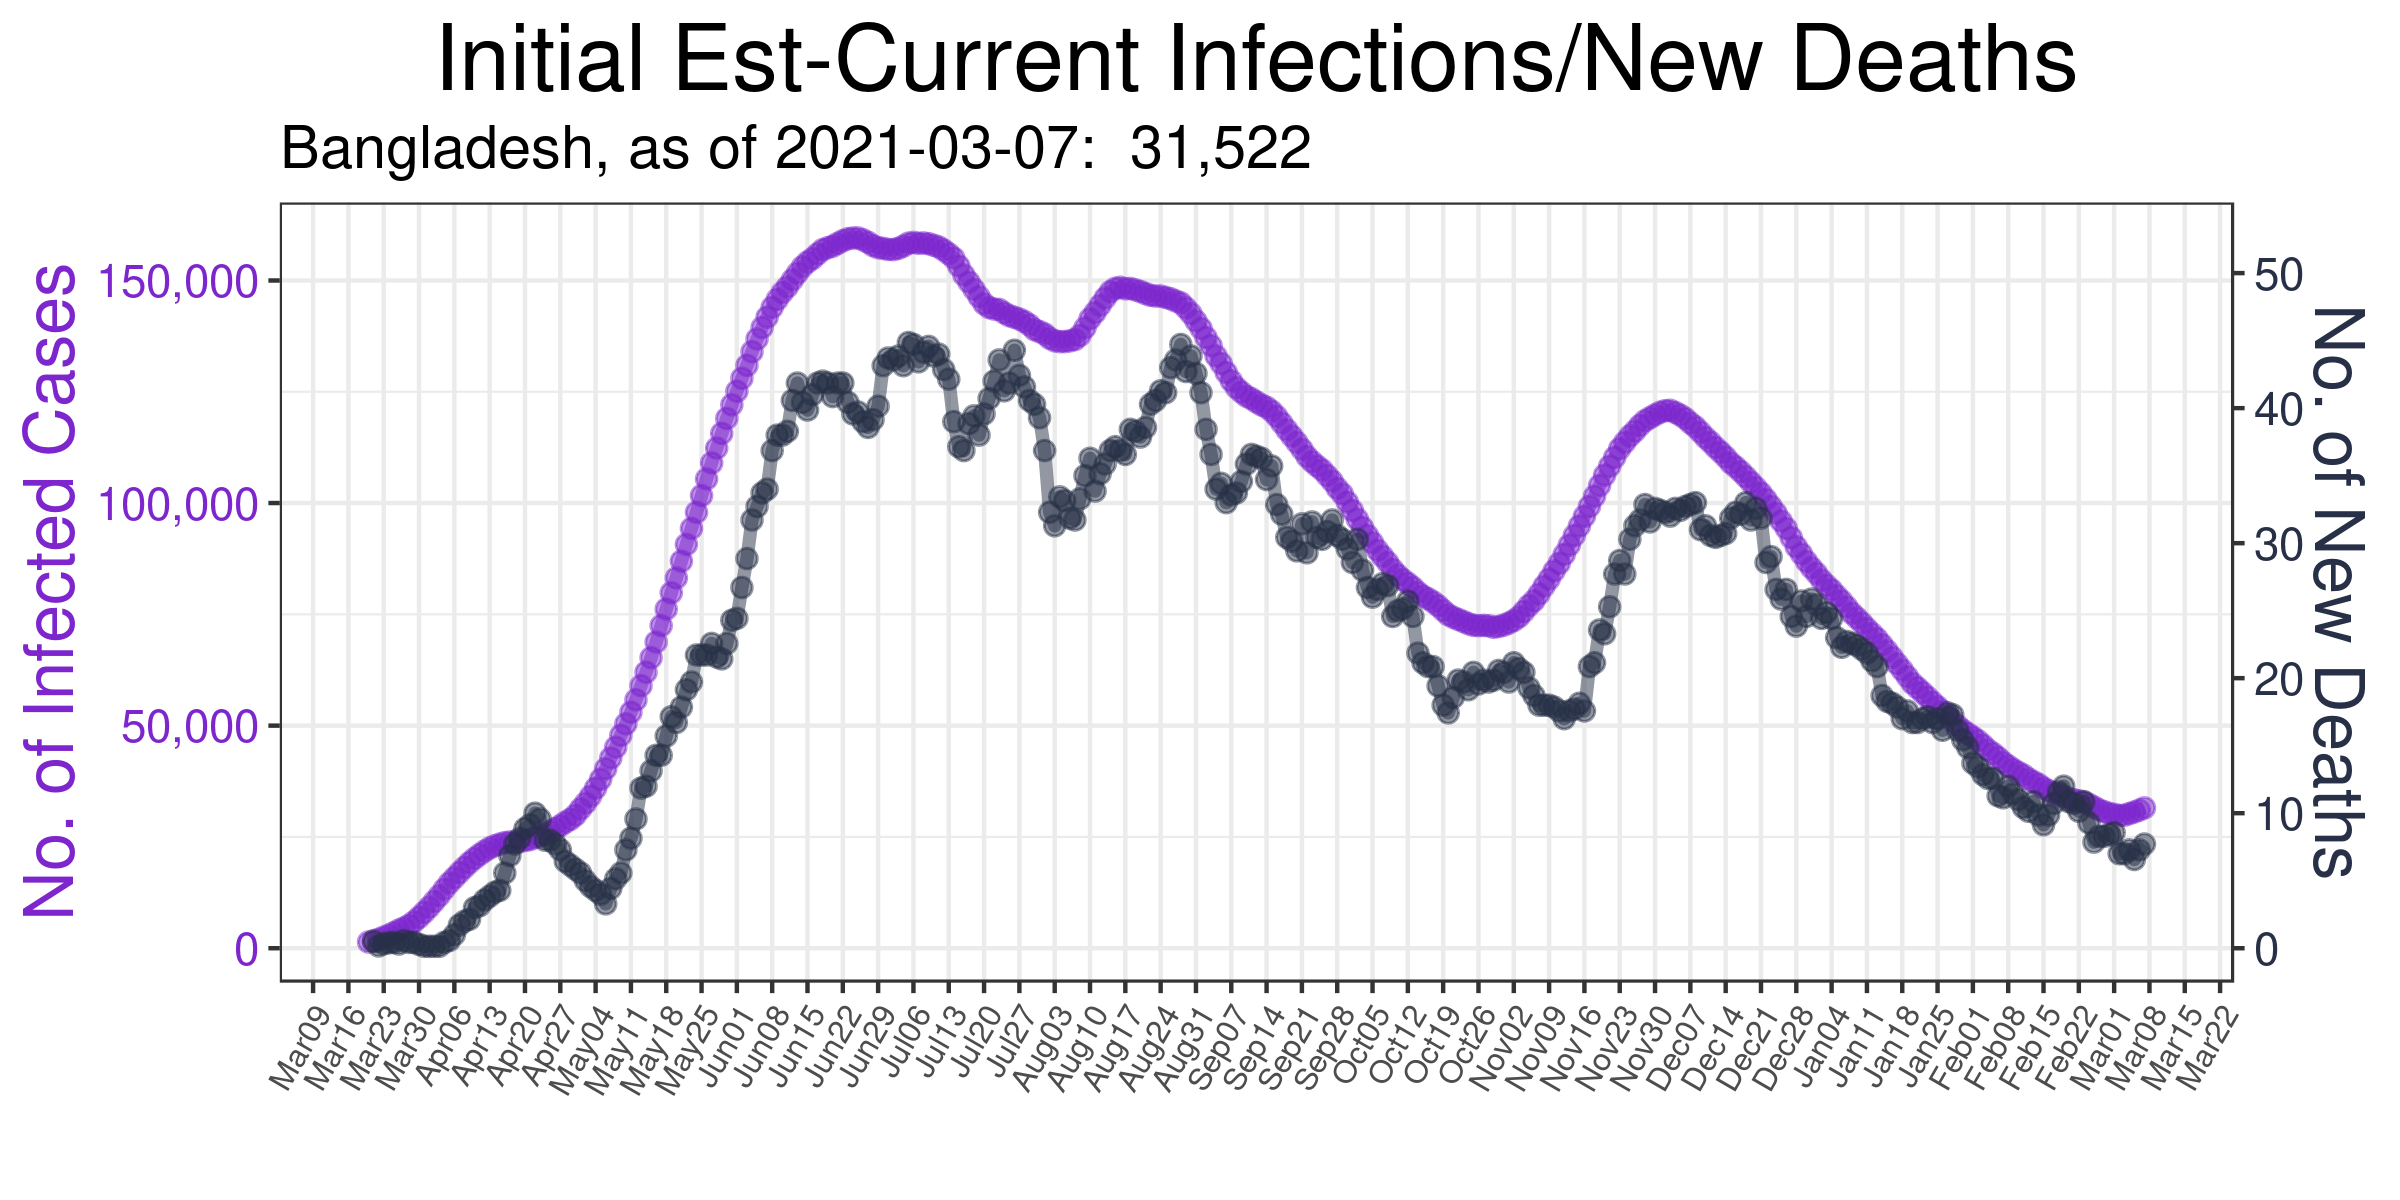 Initial Est-Current Infections/New Deaths
Bangladesh, as of 2021-03-07: 31,522
No. of Infected Cases
150,000
100,000
50,000
0
50
40
30
20
10
0
No. of New Deaths
Mar09
Mar16
Mar23
Mar30
Apr06
Apr13
Apr20
Apr27
May04
May11
May18
May25
Jun01
Jun08
Jun15
Jun22
Jun29
Jul06
Jul13
Jul20
Jul27
Aug03
Aug10
Aug17
Aug24
Aug31
Sep07
Sep14
Sep21
Sep28
Oct05
Oct12
Oct19
Oct26
Nov02
Nov09
Nov16
Nov23
Nov30
Dec07
Dec14
Dec21
Dec28
Jan04
Jan11
Jan18
Jan25
Feb01
Feb08
Feb15
Feb22
Mar01
Mar08
Mar15
Mar22